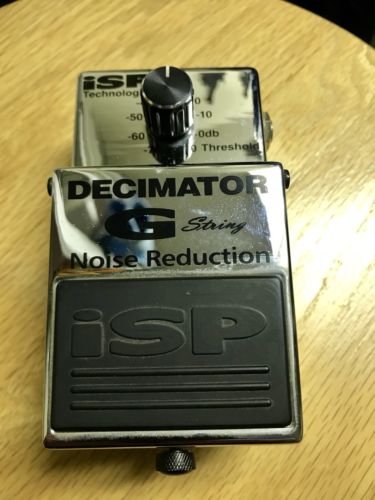 iSP
Technolog
-50 -10
-60 -0db
Threshold
DECIMATOR
G String
Noise Reduction
iSP